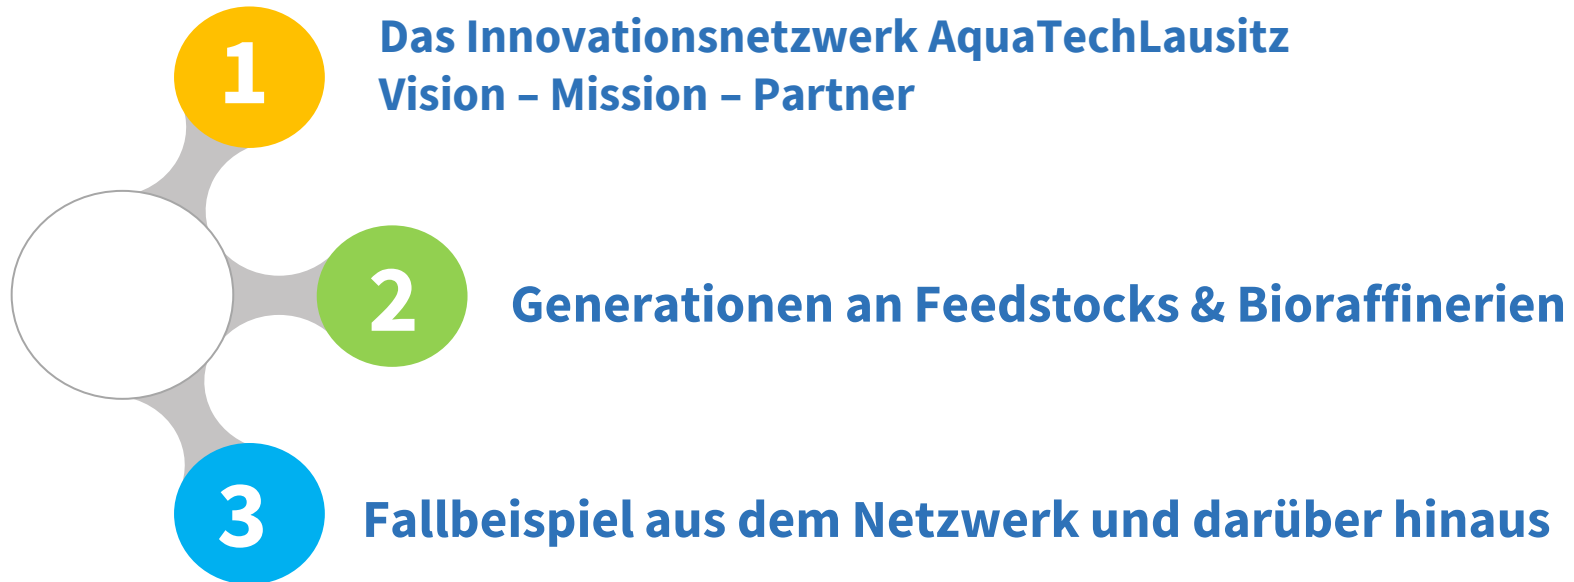 1
Das Innovationsnetzwerk AquaTechLausitz
Vision – Mission – Partner
2
Generationen an Feedstocks & Bioraffinerien
3
Fallbeispiel aus dem Netzwerk und darüber hinaus